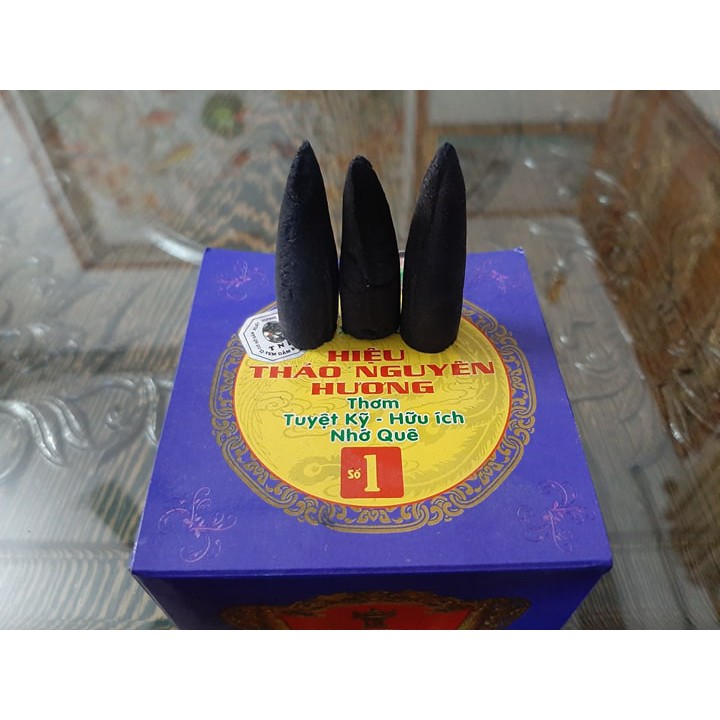 HIỆU
THẢO NGUYÊN
HƯƠNG
Thơm
Tuyệt Kỹ - Hữu ích
Nhớ Quê
Số 1